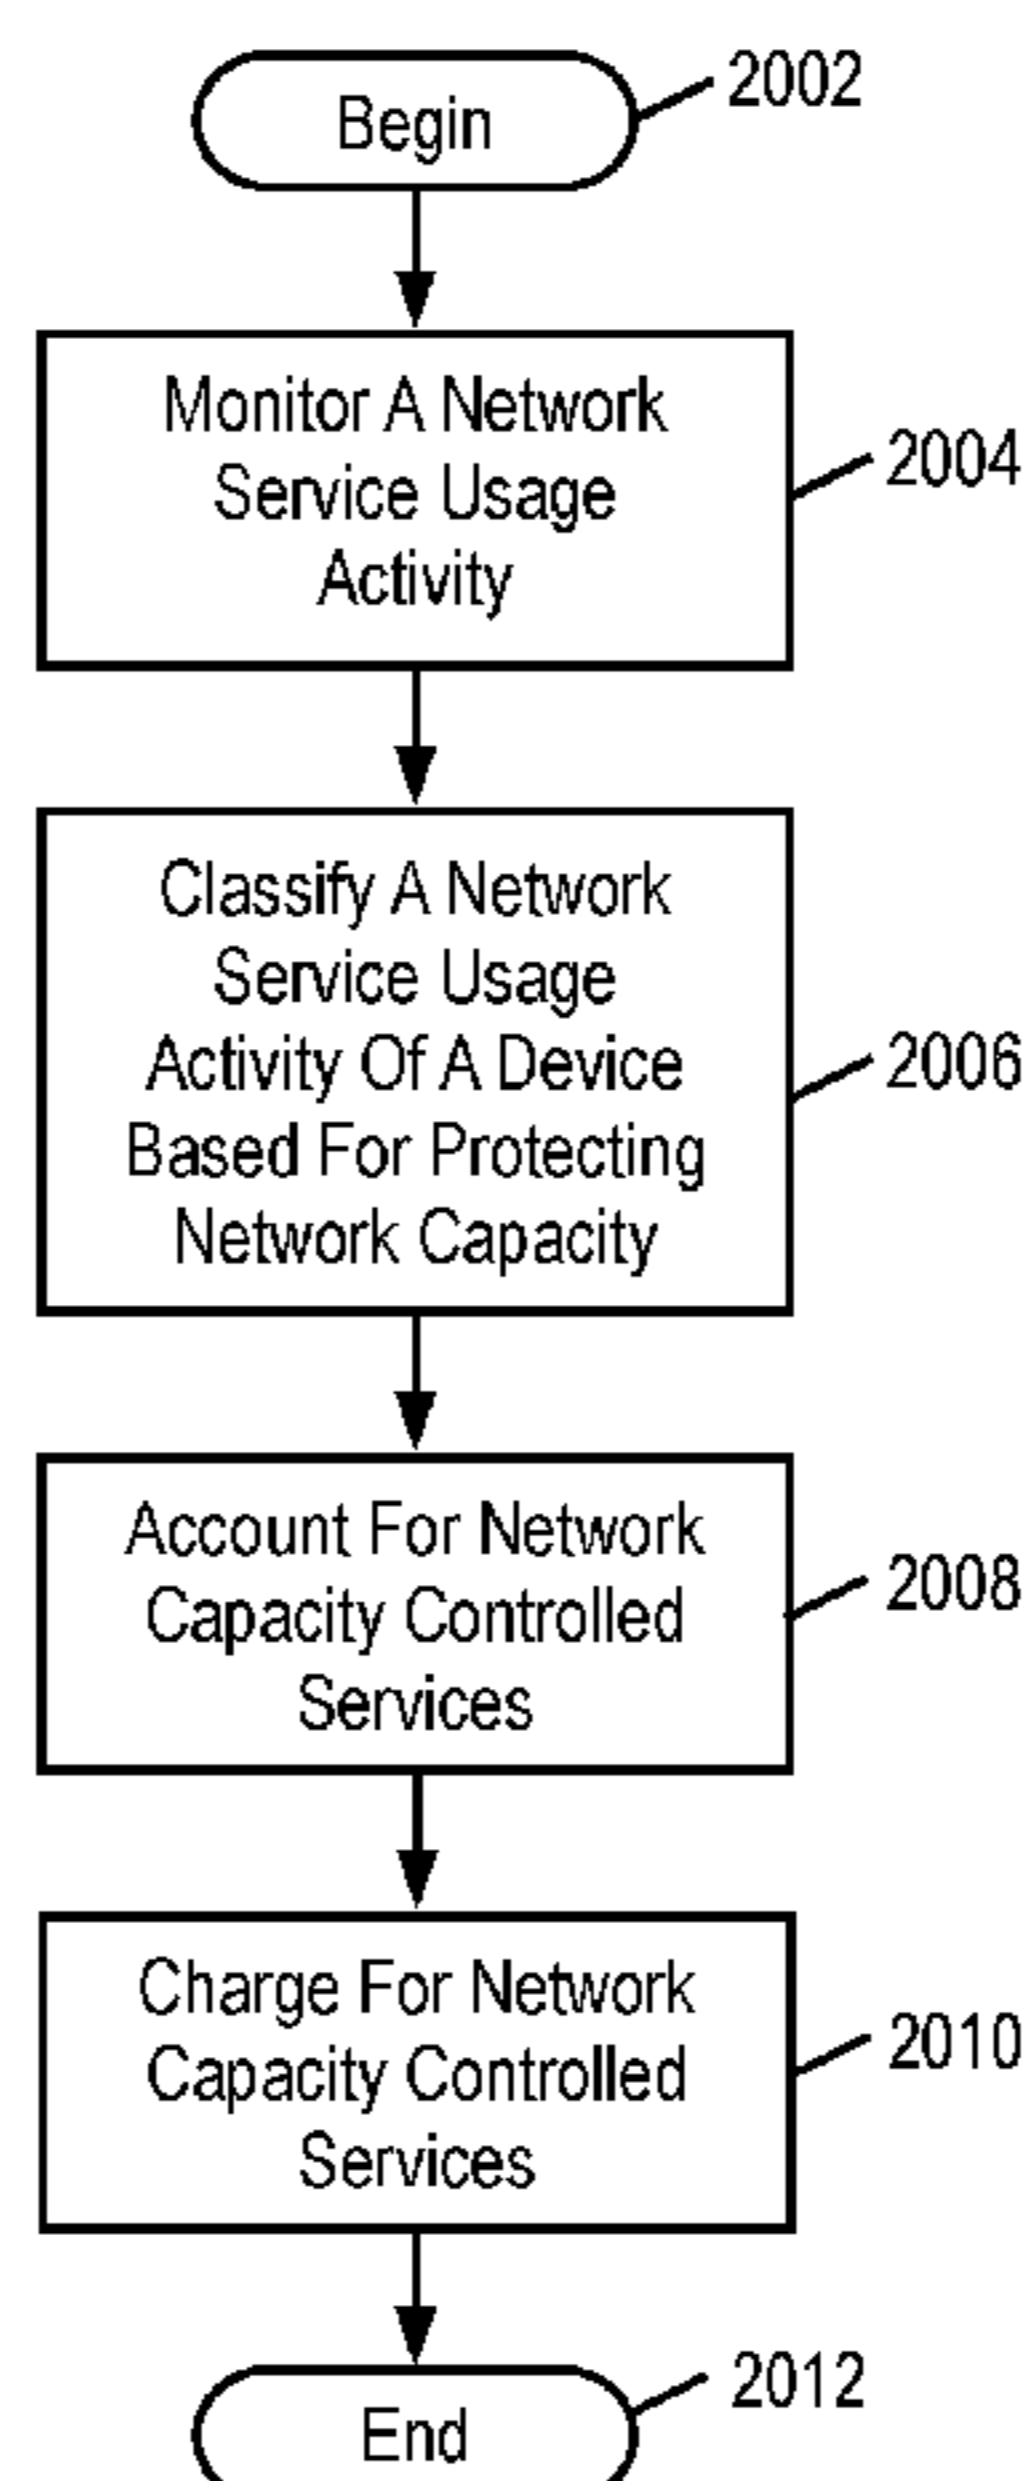 Begin
2002
Monitor A Network
Service Usage
Activity
2004
Classify A Network
Service Usage
Activity Of A Device
Based For Protecting
Network Capacity
2006
Account For Network
Capacity Controlled
Services
2008
Charge For Network
Capacity Controlled
Services
2010
End
2012